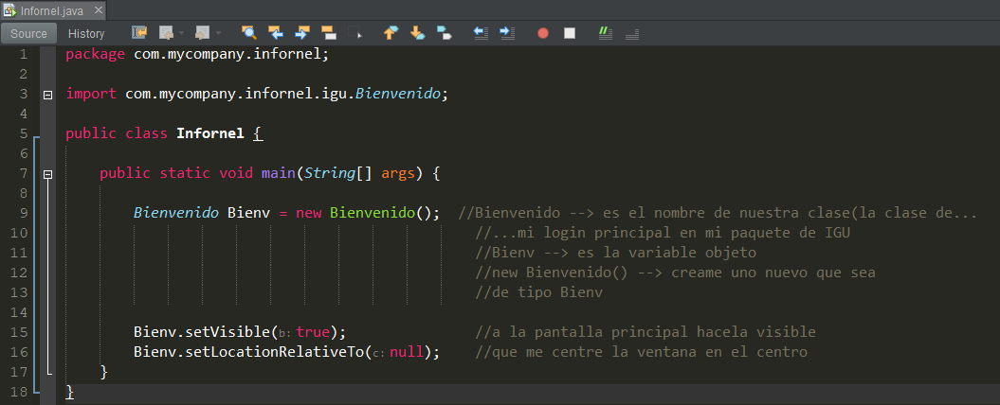 Infornel.java
Source History
1 package com.mycompany.infornel;
2
3 import com.mycompany.infornel.igu.Bienvenido;
4
5 public class Infornel {
6
7 public static void main(String[] args) {
8
9 Bienvenido Bienv = new Bienvenido(); //Bienvenido --> es el nombre de nuestra clase(la clase de...
10 //...mi login principal en mi paquete de IGU
11 //Bienv --> es la variable objeto
12 //new Bienvenido() --> creame uno nuevo que sea
13 //de tipo Bienv
14
15 Bienv.setVisible(b: true); //a la pantalla principal hacela visible
16 Bienv.setLocationRelativeTo(c: null); //que me centre la ventana en el centro
17 }
18 }